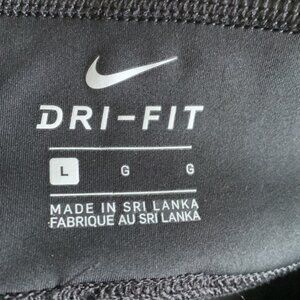 DRI-FIT
L G G
MADE IN SRI LANKA
FABRIQUE AU SRI LANKA